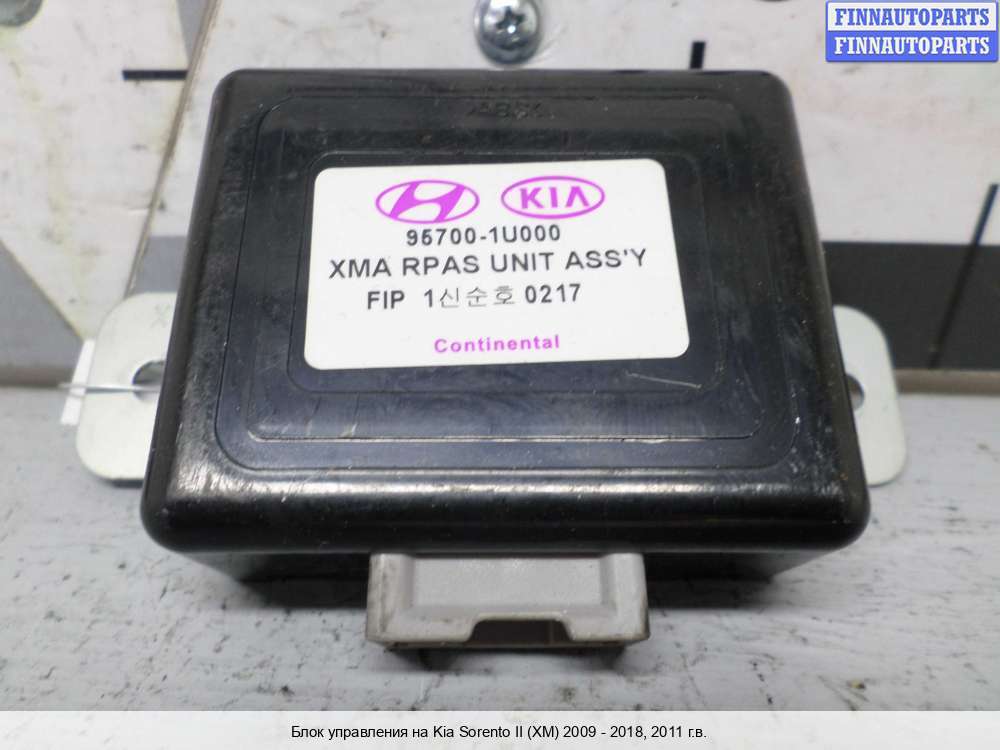 FINNAUTOPARTS
FINNAUTOPARTS
>ABS<
KIA
95700-1U000
XMA RPAS UNIT ASS'Y
FIP 1신순호 0217
Continental
Блок управления на Kia Sorento II (XM) 2009 - 2018, 2011 г.в.